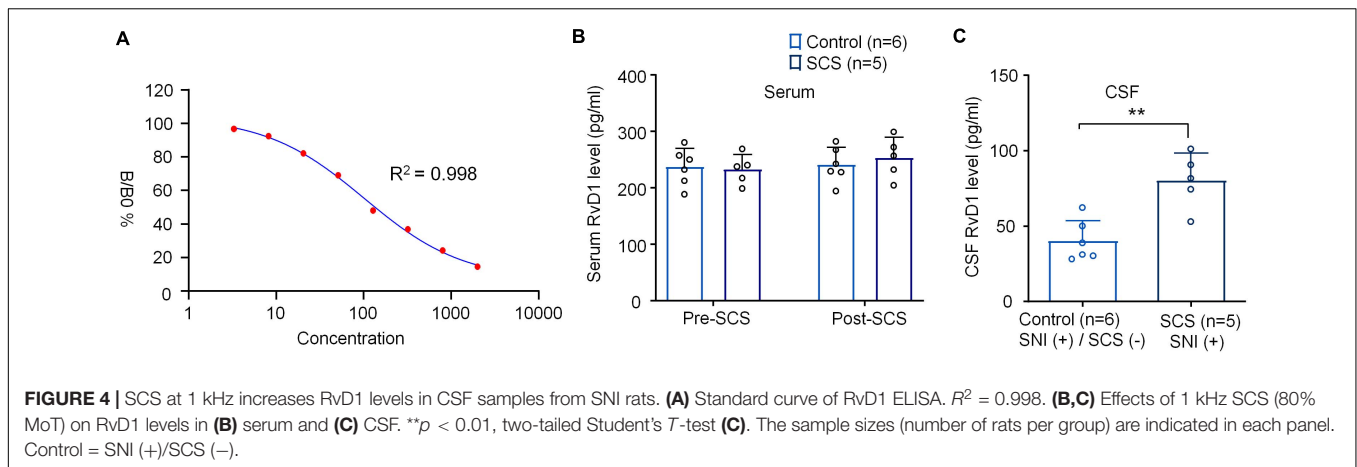 A
120
100
80
60
40
20
0
B/B0 %
R² = 0.998
1 10 100 1000 10000
Concentration
B
Control (n=6)
SCS (n=5)
Serum
400
300
200
100
0
Serum RvD1 level (pg/ml)
Pre-SCS Post-SCS
C
CSF
**
150
100
50
0
CSF RvD1 level (pg/ml)
Control (n=6) SCS (n=5)
SNI (+) / SCS (-) SNI (+)
FIGURE 4 | SCS at 1 kHz increases RvD1 levels in CSF samples from SNI rats. (A) Standard curve of RvD1 ELISA. R² = 0.998. (B,C) Effects of 1 kHz SCS (80%
MoT) on RvD1 levels in (B) serum and (C) CSF. **p < 0.01, two-tailed Student's T-test (C). The sample sizes (number of rats per group) are indicated in each panel.
Control = SNI (+)/SCS (−).